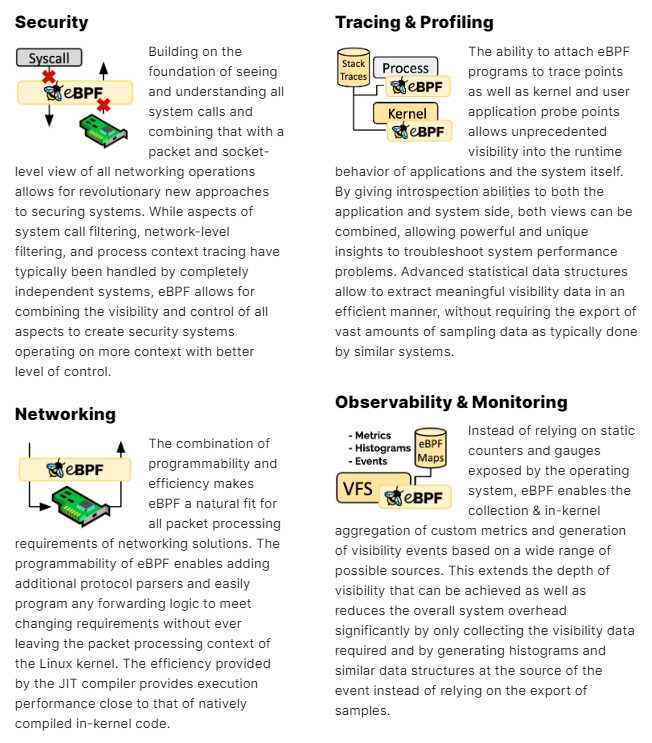 Security
Syscall
eBPF
Building on the
foundation of seeing
and understanding all
system calls and
combining that with a
packet and socket-
level view of all networking operations
allows for revolutionary new approaches
to securing systems. While aspects of
system call filtering, network-level
filtering, and process context tracing have
typically been handled by completely
independent systems, eBPF allows for
combining the visibility and control of all
aspects to create security systems
operating on more context with better
level of control.
Tracing & Profiling
Stack
Traces
Process
eBPF
Kernel
eBPF
The ability to attach eBPF
programs to trace points
as well as kernel and user
application probe points
allows unprecedented
visibility into the runtime
behavior of applications and the system itself.
By giving introspection abilities to both the
application and system side, both views can be
combined, allowing powerful and unique
insights to troubleshoot system performance
problems. Advanced statistical data structures
allow to extract meaningful visibility data in an
efficient manner, without requiring the export of
vast amounts of sampling data as typically done
by similar systems.
Networking
eBPF
The combination of
programmability and
efficiency makes
eBPF a natural fit for
all packet processing
requirements of networking solutions. The
programmability of eBPF enables adding
additional protocol parsers and easily
program any forwarding logic to meet
changing requirements without ever
leaving the packet processing context of
the Linux kernel. The efficiency provided
by the JIT compiler provides execution
performance close to that of natively
compiled in-kernel code.
Observability & Monitoring
- Metrics
- Histograms
- Events
eBPF
Maps
VFS
eBPF
Instead of relying on static
counters and gauges
exposed by the operating
system, eBPF enables the
collection & in-kernel
aggregation of custom metrics and generation
of visibility events based on a wide range of
possible sources. This extends the depth of
visibility that can be achieved as well as
reduces the overall system overhead
significantly by only collecting the visibility data
required and by generating histograms and
similar data structures at the source of the
event instead of relying on the export of
samples.